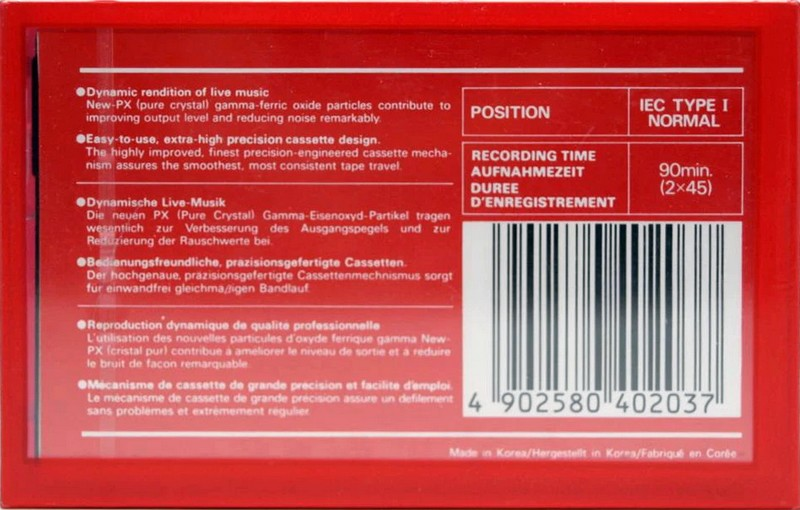 ●Dynamic rendition of live music
New-PX (pure crystal) gamma-ferric oxide particles contribute to
improving output level and reducing noise remarkably.
●Easy-to-use, extra-high precision cassette design.
The highly improved, finest precision-engineered cassette mecha-
nism assures the smoothest, most consistent tape travel.
●Dynamische Live-Musik
Die neuen PX (Pure Crystal) Gamma-Eisenoxyd-Partikel tragen
wesentlich zur Verbesserung des Ausgangspegels und zur
Reduzierung der Rauschwerte bei.
●Bedianungsfreundliche, prazisionsgefertigte Cassetten.
Der hochgenaue, prazisionsgefertigte Cassettenmechnismus sorgt
für einwandfrei gleichmaßigen Bandlauf.
●Reproduction dynamique de qualite professionnelle
L'utilisation des nouvelles particules d'oxyde ferrique gamma New-
PX (cristal pur) contribue a améliorer le niveau de sortie et a réduire
le bruit de facon remarquable.
●Mécanisme de cassette de grande precision et facilite d'emploi.
Le mécanisme de cassette de grande précision assure un defilement
sans problèmes et extrèmement régulier.
POSITION
IEC TYPE I
NORMAL
RECORDING TIME
AUFNAHMEZEIT
DUREE
D'ENREGISTREMENT
90min.
(2×45)
4 902580 402037
Made in Korea/Hergestellt in Korea/Fabriqué en Corée